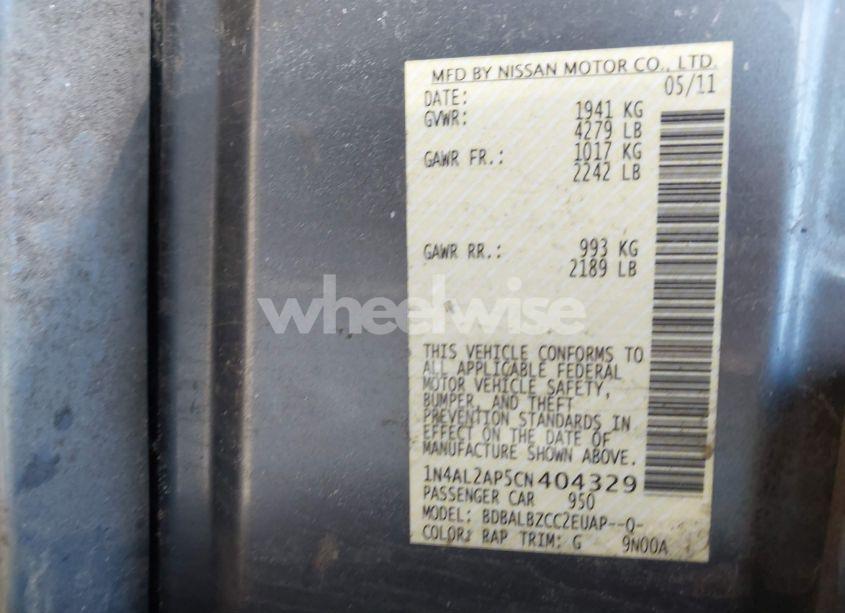 MFD BY NISSAN MOTOR CO., LTD.
DATE: 05/11
GVWR: 1941 KG
4279 LB
GAWR FR.: 1017 KG
2242 LB
GAWR RR.: 993 KG
2189 LB
wheelwise
THIS VEHICLE CONFORMS TO
ALL APPLICABLE FEDERAL
MOTOR VEHICLE SAFETY,
BUMPER, AND THEFT
PREVENTION STANDARDS IN
EFFECT ON THE DATE OF
MANUFACTURE SHOWN ABOVE.
1N4AL2AP5CN404329
PASSENGER CAR 950
MODEL: BDBALBZCC2EUAP--Q-
COLOR: RAP TRIM: G 9N00A